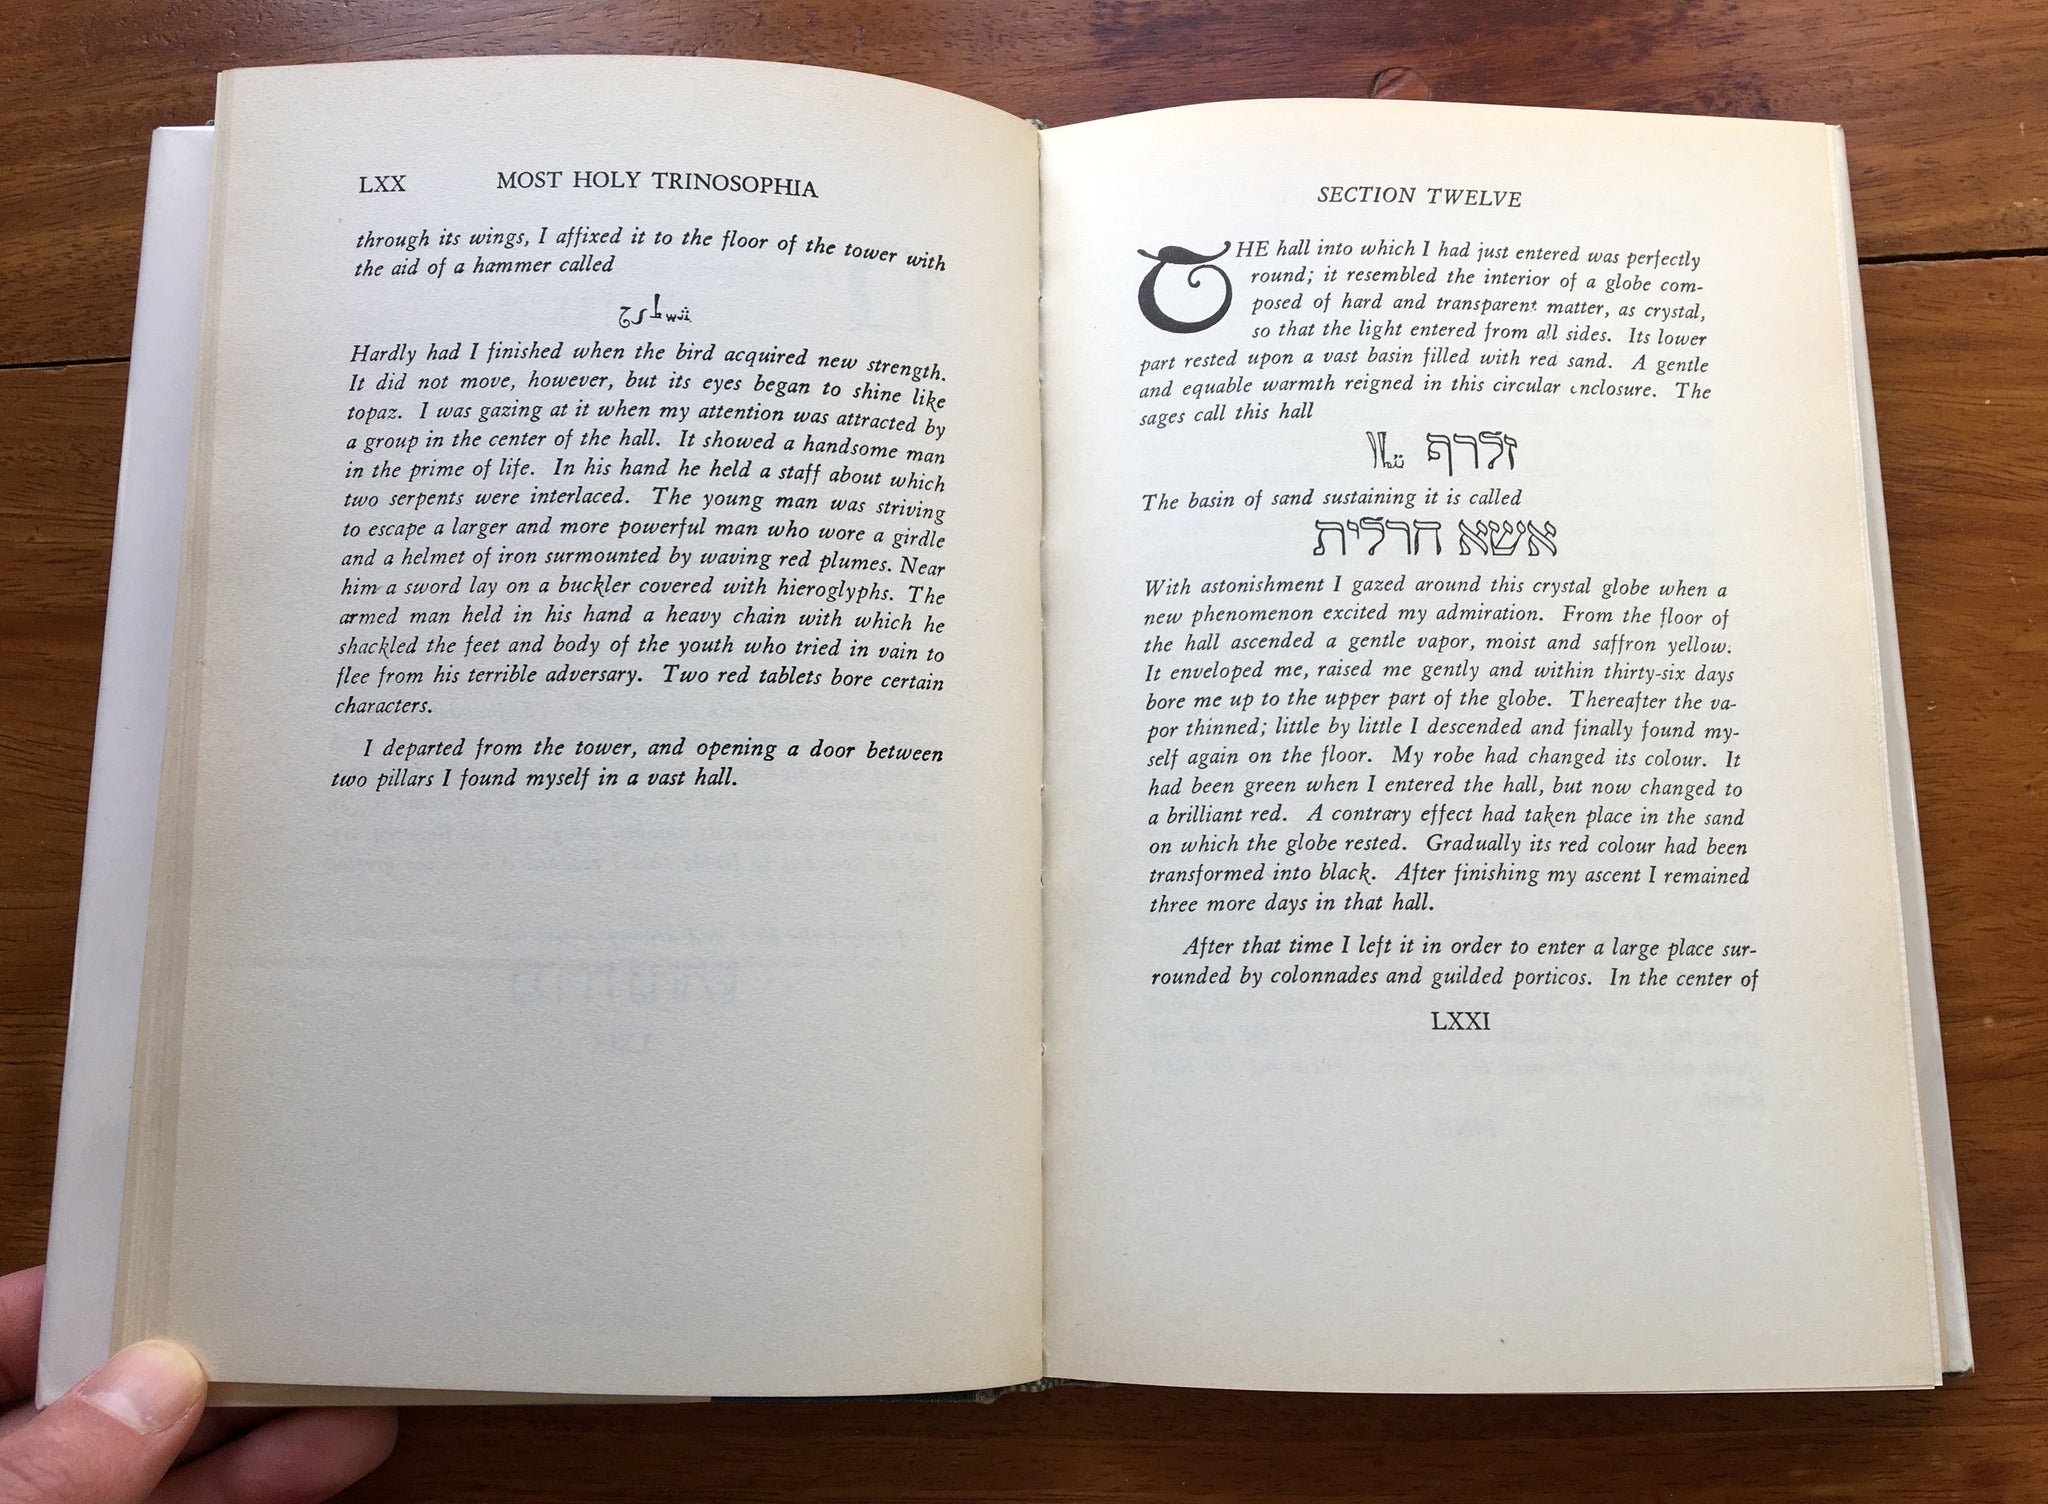 LXX MOST HOLY TRINOSOPHIA
through its wings, I affixed it to the floor of the tower with
the aid of a hammer called
Hardly had I finished when the bird acquired new strength.
It did not move, however, but its eyes began to shine like
topaz. I was gazing at it when my attention was attracted by
a group in the center of the hall. It showed a handsome man
in the prime of life. In his hand he held a staff about which
two serpents were interlaced. The young man was striving
to escape a larger and more powerful man who wore a girdle
and a helmet of iron surmounted by waving red plumes. Near
him a sword lay on a buckler covered with hieroglyphs. The
armed man held in his hand a heavy chain with which he
shackled the feet and body of the youth who tried in vain to
flee from his terrible adversary. Two red tablets bore certain
characters.
I departed from the tower, and opening a door between
two pillars I found myself in a vast hall.
SECTION TWELVE
THE hall into which I had just entered was perfectly
round; it resembled the interior of a globe com-
posed of hard and transparent matter, as crystal,
so that the light entered from all sides. Its lower
part rested upon a vast basin filled with red sand. A gentle
and equable warmth reigned in this circular enclosure. The
sages call this hall
זלרף
The basin of sand sustaining it is called
אשא חרלית
With astonishment I gazed around this crystal globe when a
new phenomenon excited my admiration. From the floor of
the hall ascended a gentle vapor, moist and saffron yellow.
It enveloped me, raised me gently and within thirty-six days
bore me up to the upper part of the globe. Thereafter the va-
por thinned; little by little I descended and finally found my-
self again on the floor. My robe had changed its colour. It
had been green when I entered the hall, but now changed to
a brilliant red. A contrary effect had taken place in the sand
on which the globe rested. Gradually its red colour had been
transformed into black. After finishing my ascent I remained
three more days in that hall.
After that time I left it in order to enter a large place sur-
rounded by colonnades and guilded porticos. In the center of
LXXI